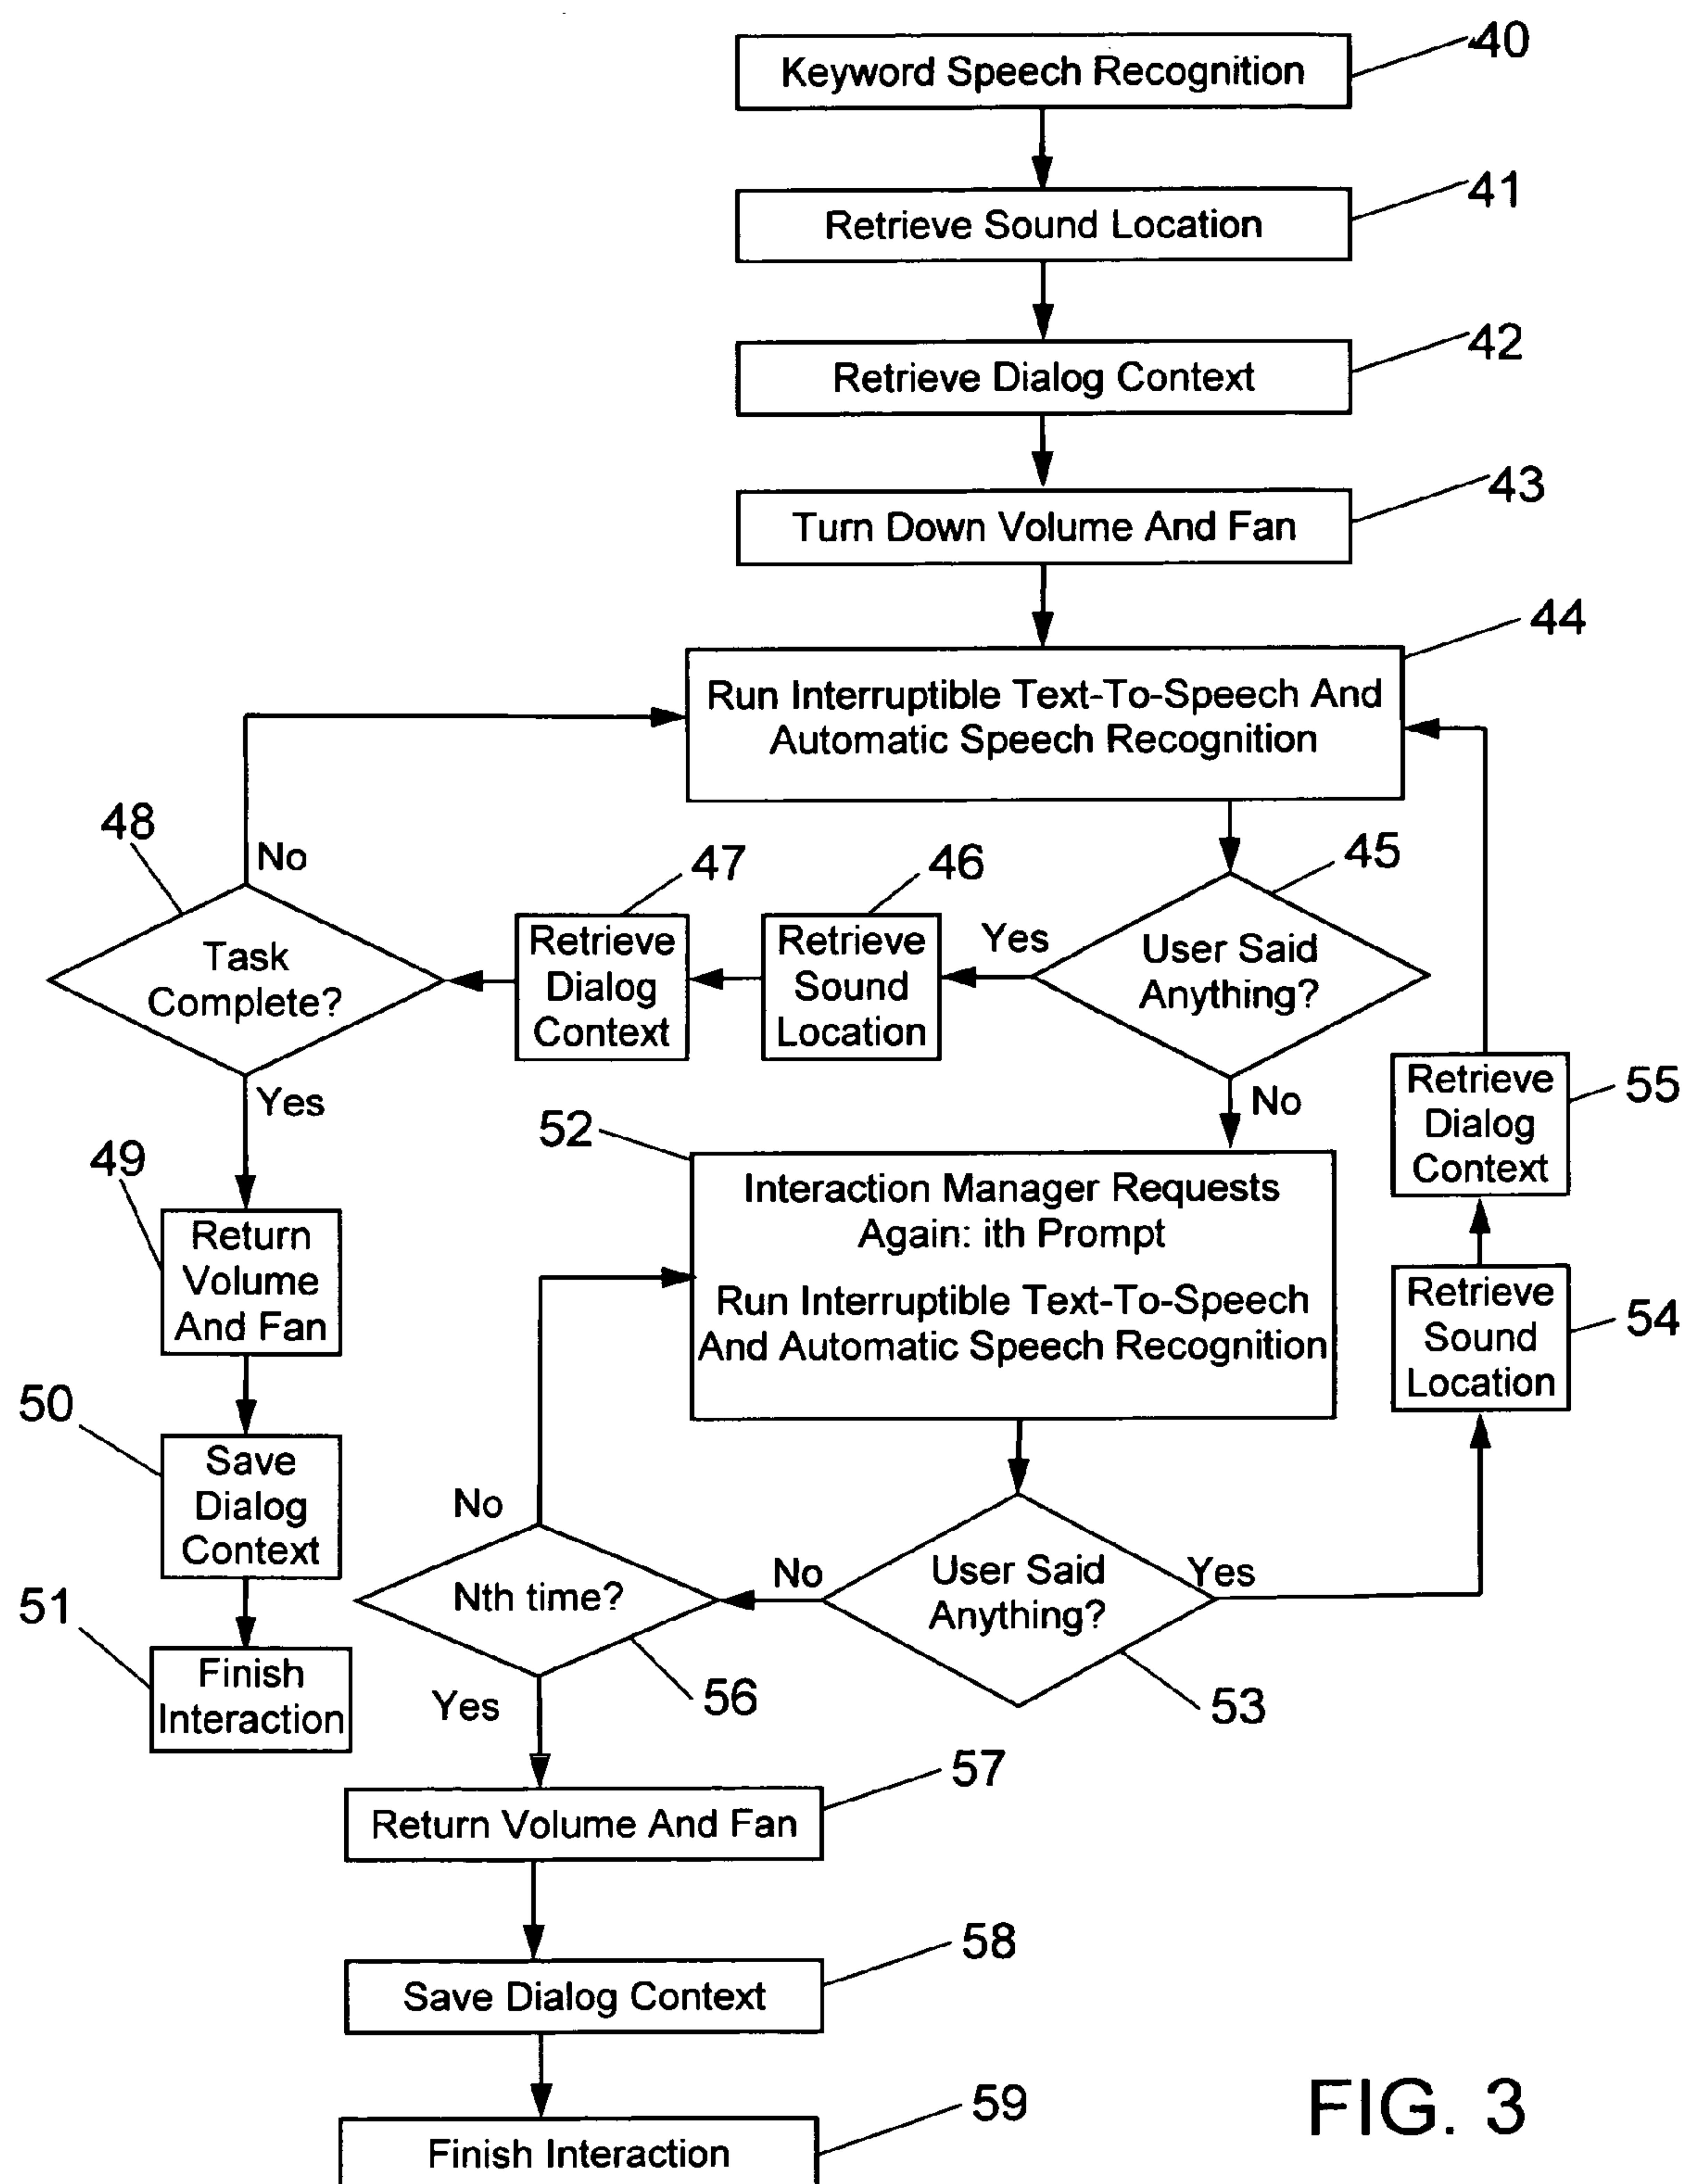 40
Keyword Speech Recognition
41
Retrieve Sound Location
42
Retrieve Dialog Context
43
Turn Down Volume And Fan
44
Run Interruptible Text-To-Speech And
Automatic Speech Recognition
48
No
47
46
45
Task
Complete?
Retrieve
Dialog
Context
Retrieve
Sound
Location
Yes
User Said
Anything?
Yes
No
Retrieve
Dialog
Context
55
49
52
Return
Volume
And Fan
Interaction Manager Requests
Again: ith Prompt
Run Interruptible Text-To-Speech
And Automatic Speech Recognition
Retrieve
Sound
Location
54
50
Save
Dialog
Context
No
Nth time?
No
User Said
Anything?
Yes
51
Finish
Interaction
Yes
56
53
57
Return Volume And Fan
58
Save Dialog Context
59
Finish Interaction
FIG. 3